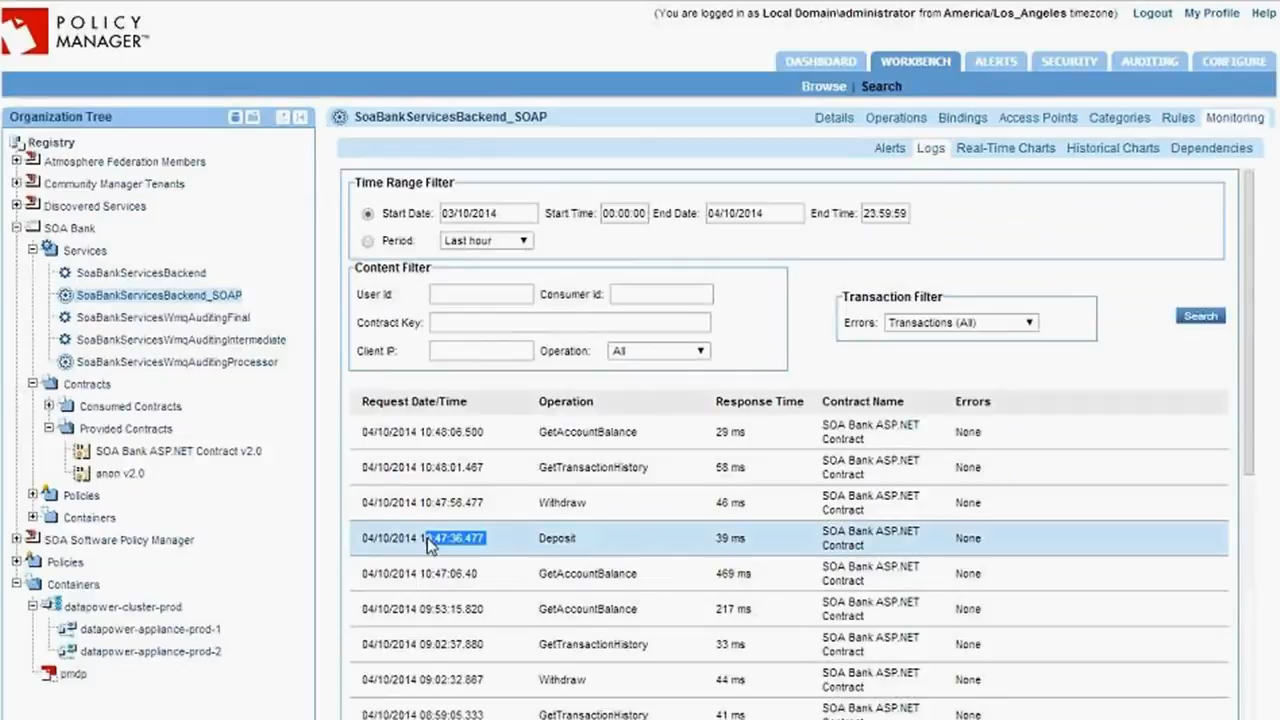 POLICY
MANAGER™
(You are logged in as Local Domain\administrator from America/Los_Angeles timezone) Logout My Profile Help
DASHBOARD WORKBENCH ALERTS SECURITY AUDITING CONFIGURE
Browse | Search
Organization Tree
Registry
Atmosphere Federation Members
Community Manager Tenants
Discovered Services
SOA Bank
Services
SoaBankServicesBackend
SoaBankServicesBackend_SOAP
SoaBankServicesWmqAuditingFinal
SoaBankServicesWmqAuditingIntermediate
SoaBankServicesWmqAuditingProcessor
Contracts
Consumed Contracts
Provided Contracts
SOA Bank ASP.NET Contract v2.0
anon v2.0
Policies
Containers
SOA Software Policy Manager
Policies
Containers
datapower-cluster-prod
datapower-appliance-prod-1
datapower-appliance-prod-2
pmdp
SoaBankServicesBackend_SOAP
Details Operations Bindings Access Points Categories Rules Monitoring
Alerts Logs Real-Time Charts Historical Charts Dependencies
Time Range Filter
Start Date: 03/10/2014 Start Time: 00:00:00 End Date: 04/10/2014 End Time: 23:59:59
Period: Last hour
Content Filter
User Id: Consumer Id:
Contract Key:
Client IP: Operation: All
Transaction Filter
Errors: Transactions (All)
Search
Request Date/Time Operation Response Time Contract Name Errors
04/10/2014 10:48:06.500 GetAccountBalance 29 ms SOA Bank ASP.NET Contract None
04/10/2014 10:48:01.467 GetTransactionHistory 58 ms SOA Bank ASP.NET Contract None
04/10/2014 10:47:56.477 Withdraw 46 ms SOA Bank ASP.NET Contract None
04/10/2014 10:47:36.477 Deposit 39 ms SOA Bank ASP.NET Contract None
04/10/2014 10:47:06.40 GetAccountBalance 469 ms SOA Bank ASP.NET Contract None
04/10/2014 09:53:15.820 GetAccountBalance 217 ms SOA Bank ASP.NET Contract None
04/10/2014 09:02:37.880 GetTransactionHistory 33 ms SOA Bank ASP.NET Contract None
04/10/2014 09:02:32.867 Withdraw 44 ms SOA Bank ASP.NET Contract None
04/10/2014 08:59:05.333 GetTransactionHistory 41 ms SOA Bank ASP.NET None